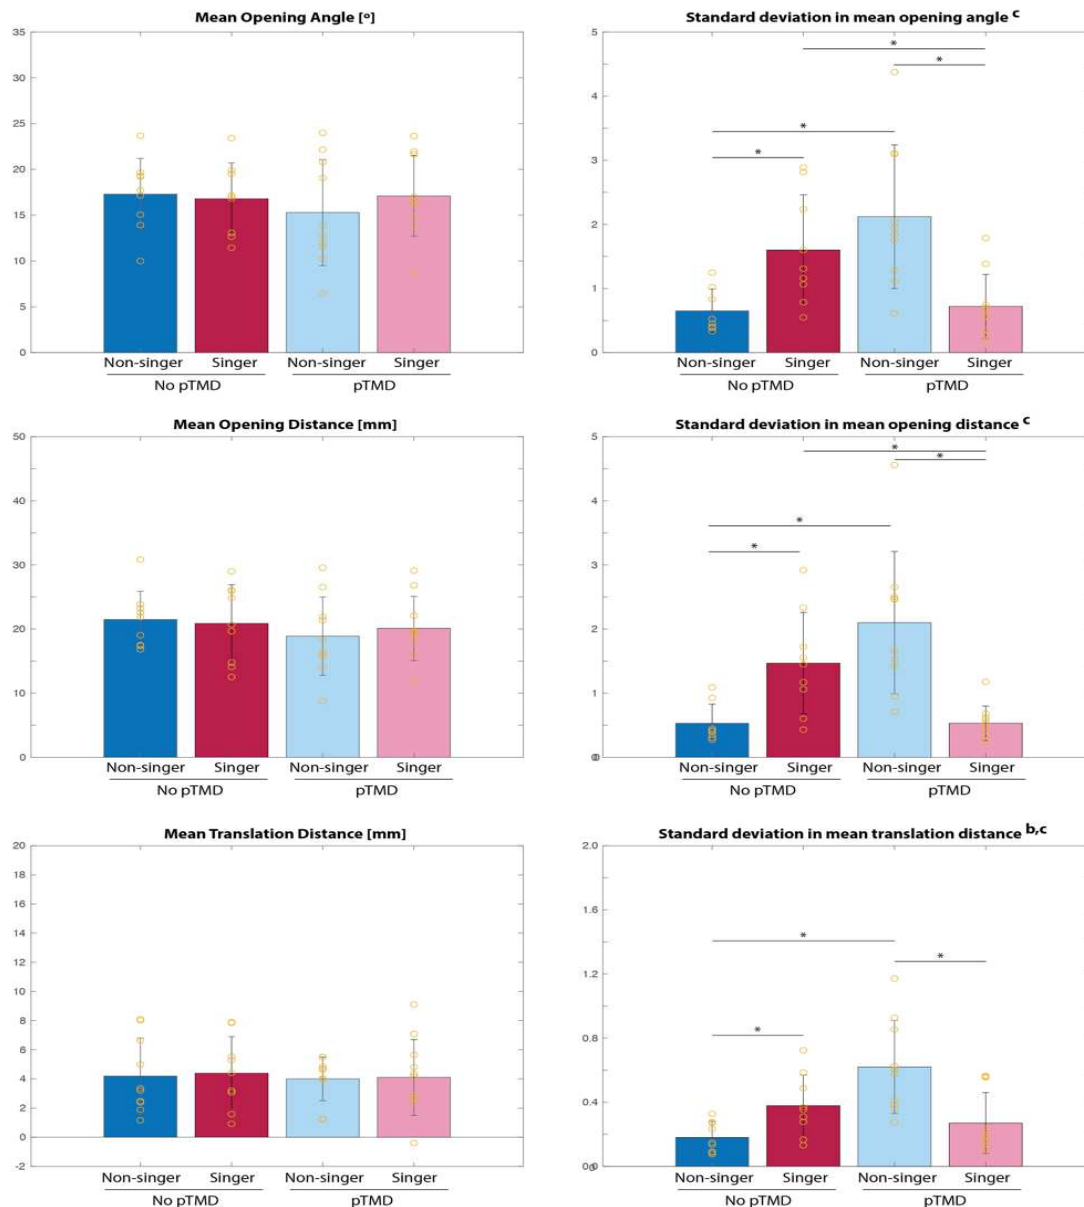 Mean Opening Angle [º]
35
30
25
20
15
10
5
0
Non-singer Singer Non-singer Singer
No pTMD pTMD
Standard deviation in mean opening angle c
5
4
3
2
1
0
* * * *
Non-singer Singer Non-singer Singer
No pTMD pTMD
Mean Opening Distance [mm]
50
40
30
20
10
0
Non-singer Singer Non-singer Singer
No pTMD pTMD
Standard deviation in mean opening distance c
5
4
3
2
1
0
* * * *
Non-singer Singer Non-singer Singer
No pTMD pTMD
Mean Translation Distance [mm]
20
18
16
14
12
10
8
6
4
2
0
-2
Non-singer Singer Non-singer Singer
No pTMD pTMD
Standard deviation in mean translation distance b,c
2.0
1.6
1.2
0.8
0.4
0.0
* * *
Non-singer Singer Non-singer Singer
No pTMD pTMD